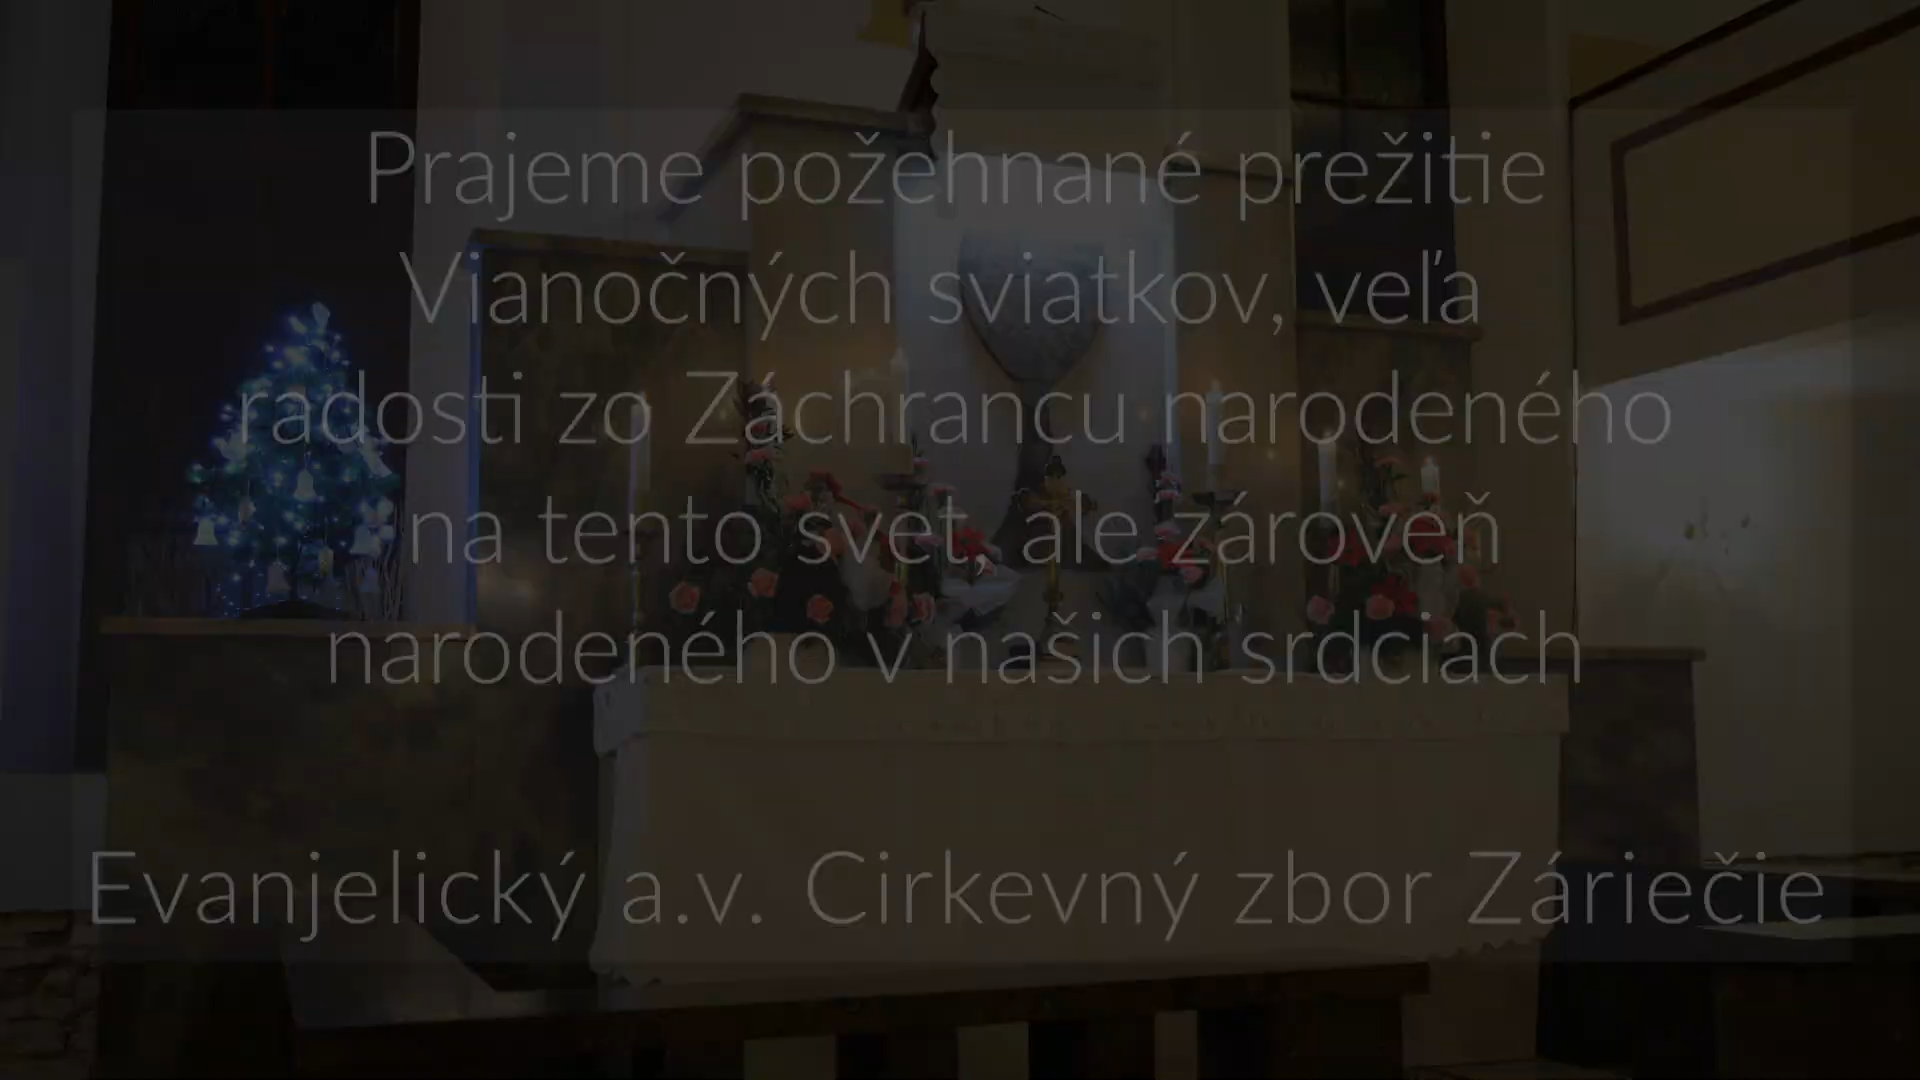 Prajeme požehnané prežitie
Vianočných sviatkov, veľa
radosti zo Záchrancu narodeného
na tento svet, ale zároveň
narodeného v našich srdciach
Evanjelický a.v. Cirkevný zbor Záriečie